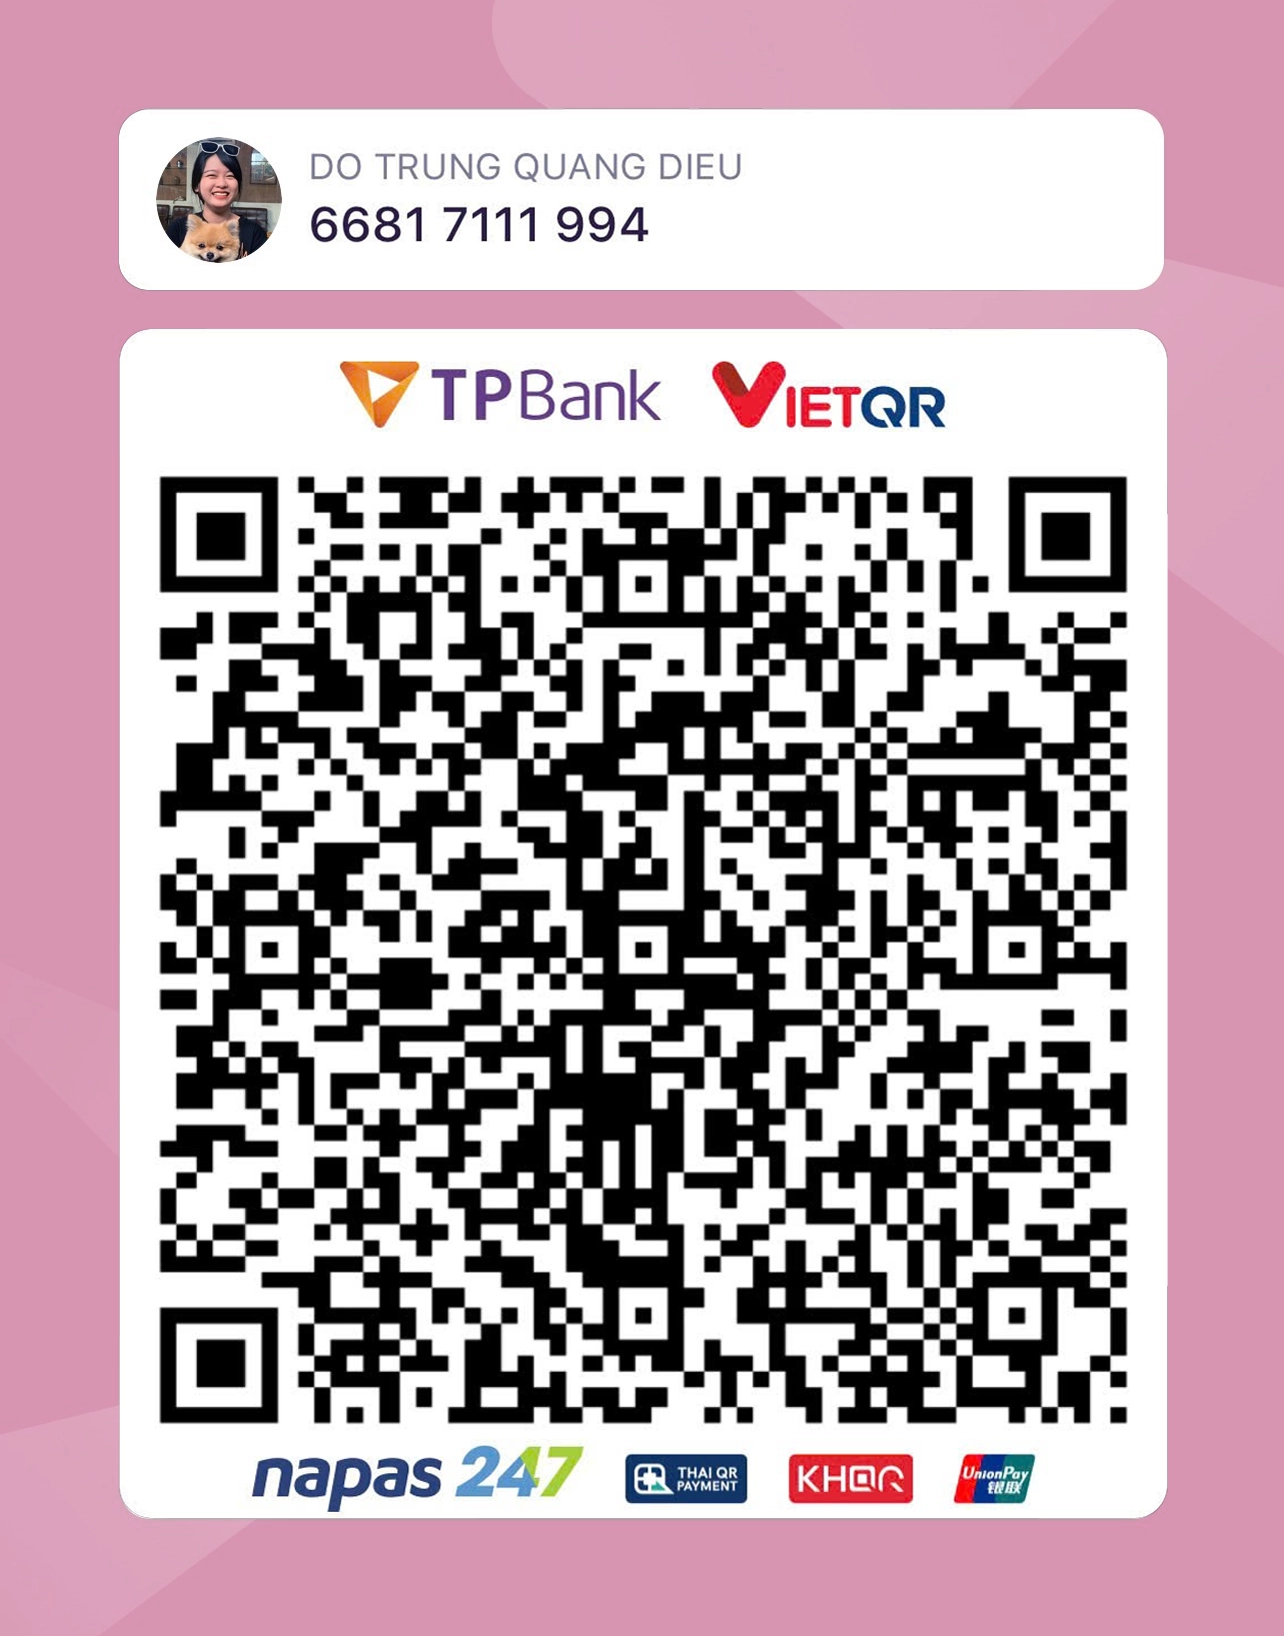 DO TRUNG QUANG DIEU
6681 7111 994
TPBank VIETQR
napas 247 THAI QR PAYMENT KHQR UnionPay 银联